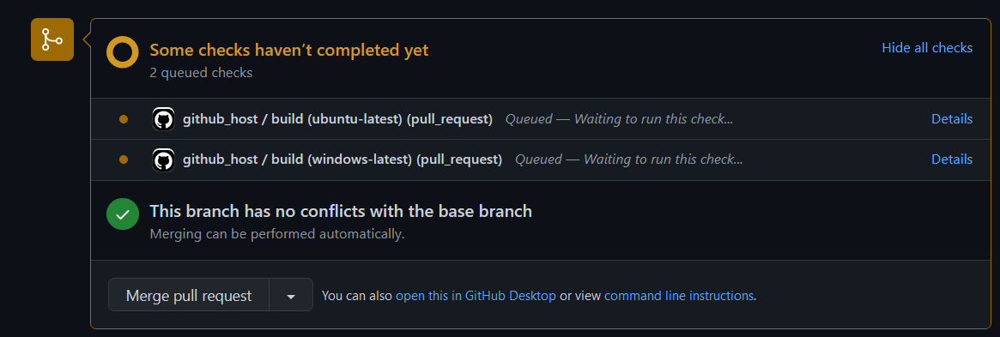 Some checks haven’t completed yet
Hide all checks
2 queued checks
github_host / build (ubuntu-latest) (pull_request) Queued — Waiting to run this check... Details
github_host / build (windows-latest) (pull_request) Queued — Waiting to run this check... Details
This branch has no conflicts with the base branch
Merging can be performed automatically.
Merge pull request You can also open this in GitHub Desktop or view command line instructions.